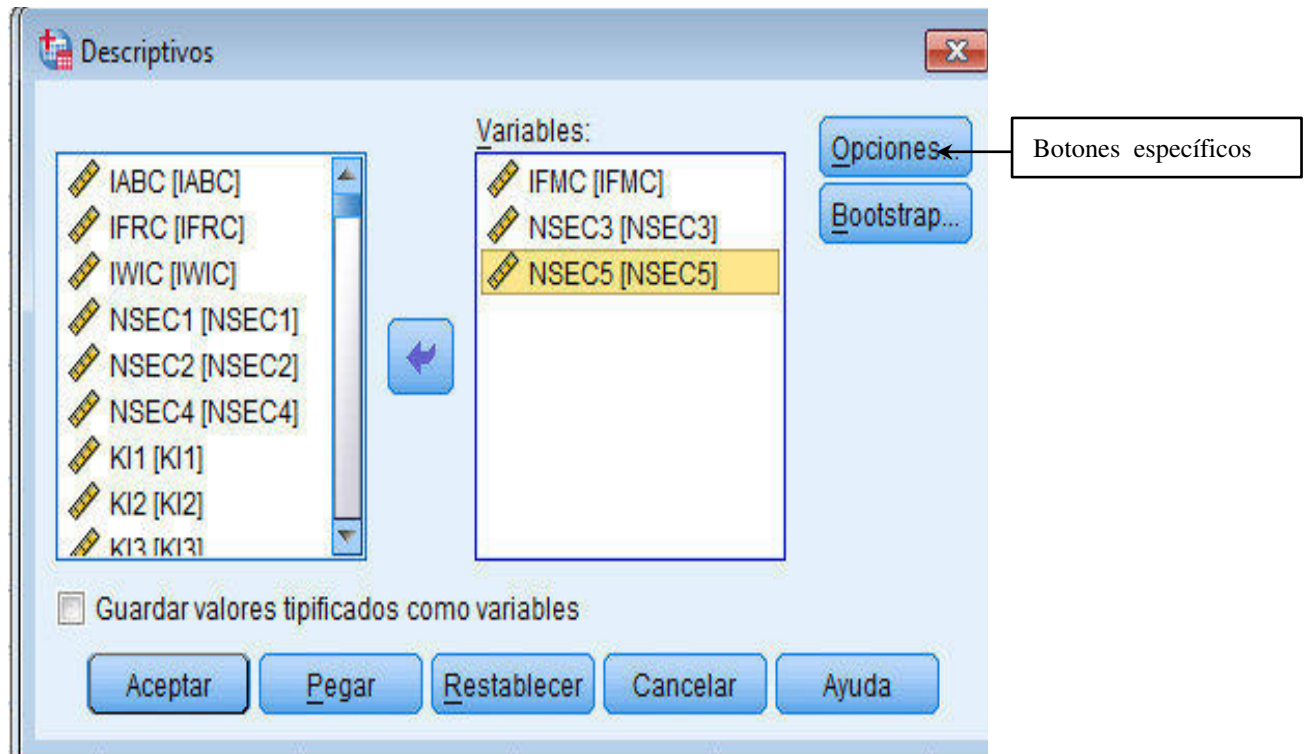 Descriptivos
Variables:
IABC [IABC]
IFRC [IFRC]
IWIC [IWIC]
NSEC1 [NSEC1]
NSEC2 [NSEC2]
NSEC4 [NSEC4]
KI1 [KI1]
KI2 [KI2]
KI3 [KI3]
IFMC [IFMC]
NSEC3 [NSEC3]
NSEC5 [NSEC5]
Opciones...
Bootstrap...
Botones específicos
Guardar valores tipificados como variables
Aceptar
Pegar
Restablecer
Cancelar
Ayuda